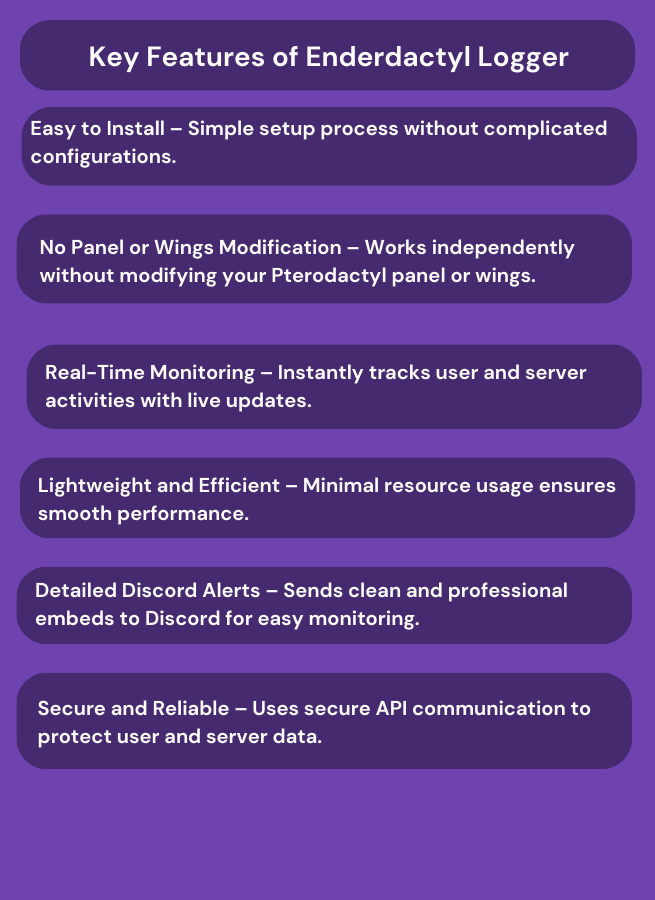 Key Features of Enderdactyl Logger
Easy to Install – Simple setup process without complicated
configurations.
No Panel or Wings Modification – Works independently
without modifying your Pterodactyl panel or wings.
Real-Time Monitoring – Instantly tracks user and server
activities with live updates.
Lightweight and Efficient – Minimal resource usage ensures
smooth performance.
Detailed Discord Alerts – Sends clean and professional
embeds to Discord for easy monitoring.
Secure and Reliable – Uses secure API communication to
protect user and server data.